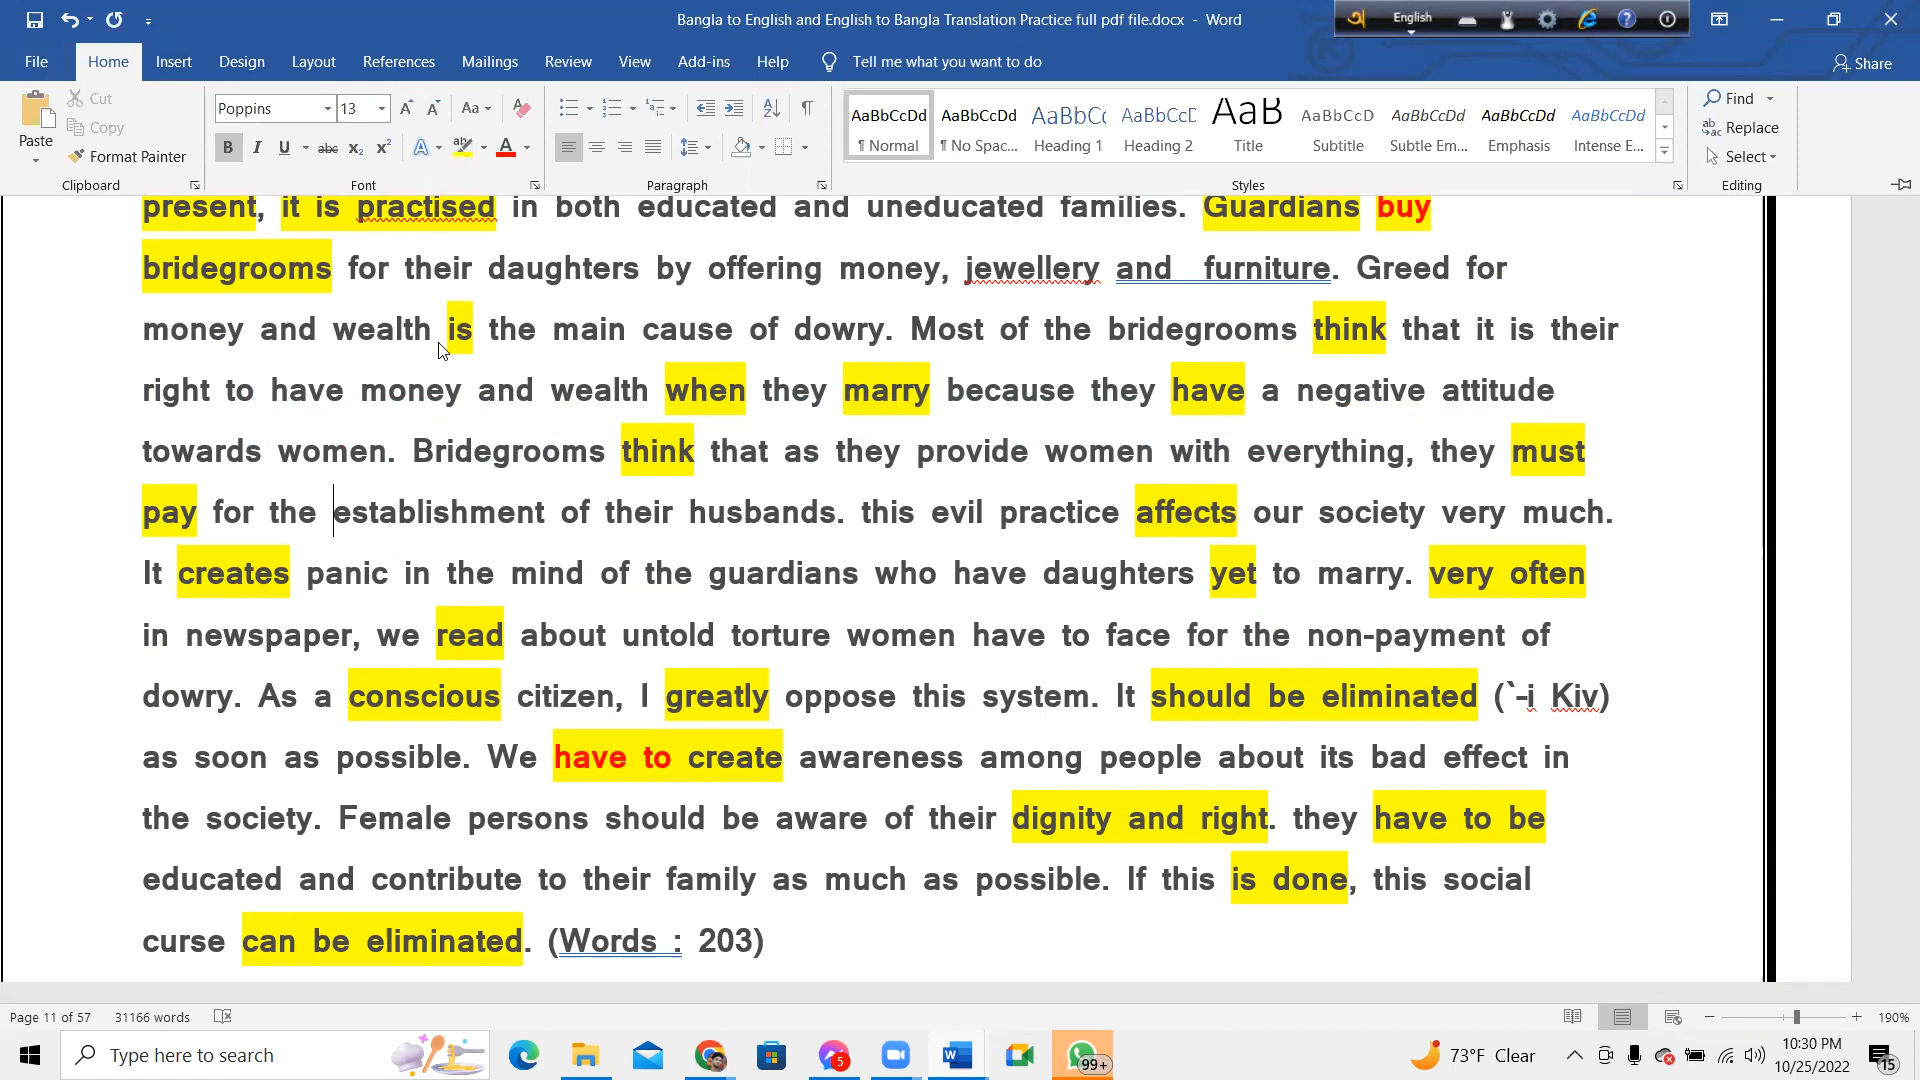 Bangla to English and English to Bangla Translation Practice full pdf file.docx - Word
English
File Home Insert Design Layout References Mailings Review View Add-ins Help Tell me what you want to do
Share
Cut
Copy
Paste
Format Painter
Poppins 13
Aa
B I U abc x₂ x² A ab A
AaBbCcDd AaBbCcDd AaBbCc AaBbCcD AaB AaBbCcD AaBbCcDd AaBbCcDd AaBbCcDd
¶ Normal ¶ No Spac... Heading 1 Heading 2 Title Subtitle Subtle Em... Emphasis Intense E...
Find
Replace
Select
Clipboard Font Paragraph Styles Editing
present, it is practised in both educated and uneducated families. Guardians buy
bridegrooms for their daughters by offering money, jewellery and furniture. Greed for
money and wealth is the main cause of dowry. Most of the bridegrooms think that it is their
right to have money and wealth when they marry because they have a negative attitude
towards women. Bridegrooms think that as they provide women with everything, they must
pay for the establishment of their husbands. this evil practice affects our society very much.
It creates panic in the mind of the guardians who have daughters yet to marry. very often
in newspaper, we read about untold torture women have to face for the non-payment of
dowry. As a conscious citizen, I greatly oppose this system. It should be eliminated (`-i Kiv)
as soon as possible. We have to create awareness among people about its bad effect in
the society. Female persons should be aware of their dignity and right. they have to be
educated and contribute to their family as much as possible. If this is done, this social
curse can be eliminated. (Words : 203)
Page 11 of 57 31166 words 190%
Type here to search
5
99+
73°F Clear
10:30 PM
10/25/2022
15